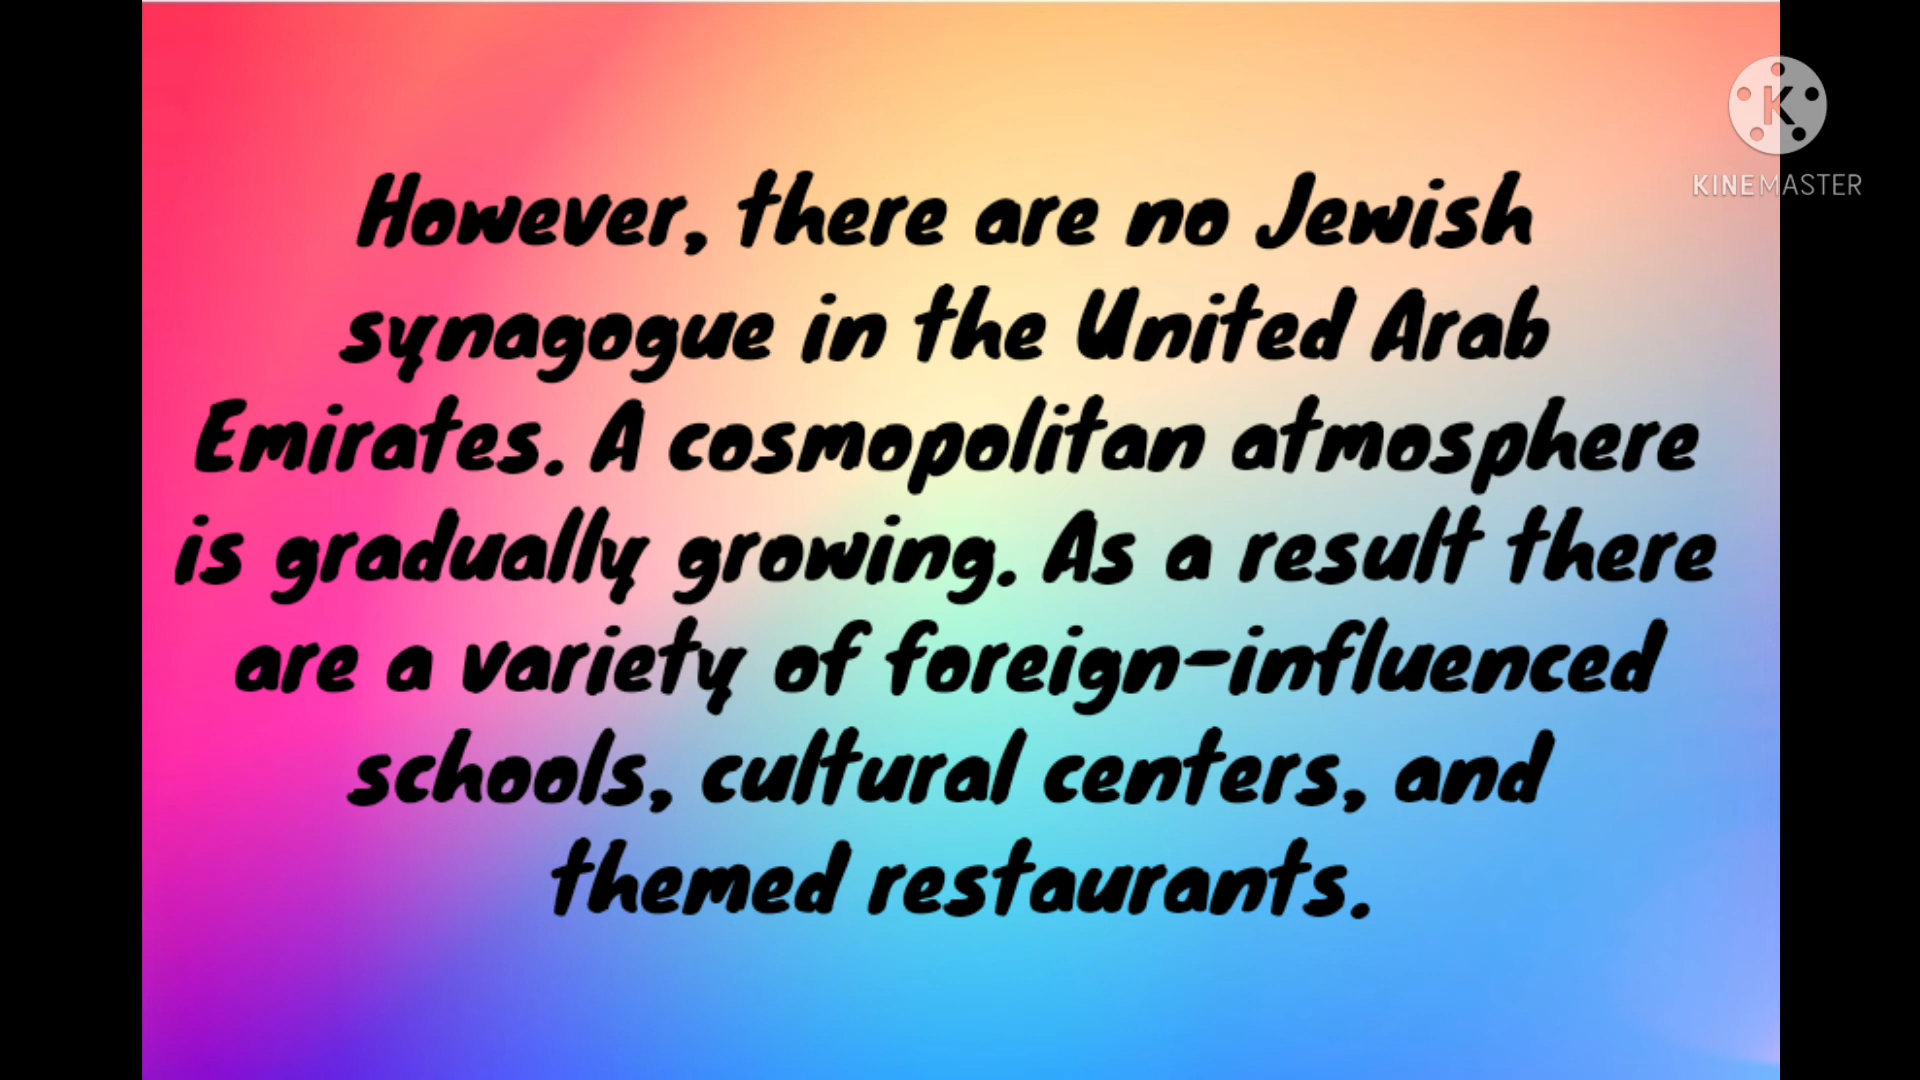 However, there are no Jewish
synagogue in the United Arab
Emirates. A cosmopolitan atmosphere
is gradually growing. As a result there
are a variety of foreign-influenced
schools, cultural centers, and
themed restaurants.
K
KINEMASTER